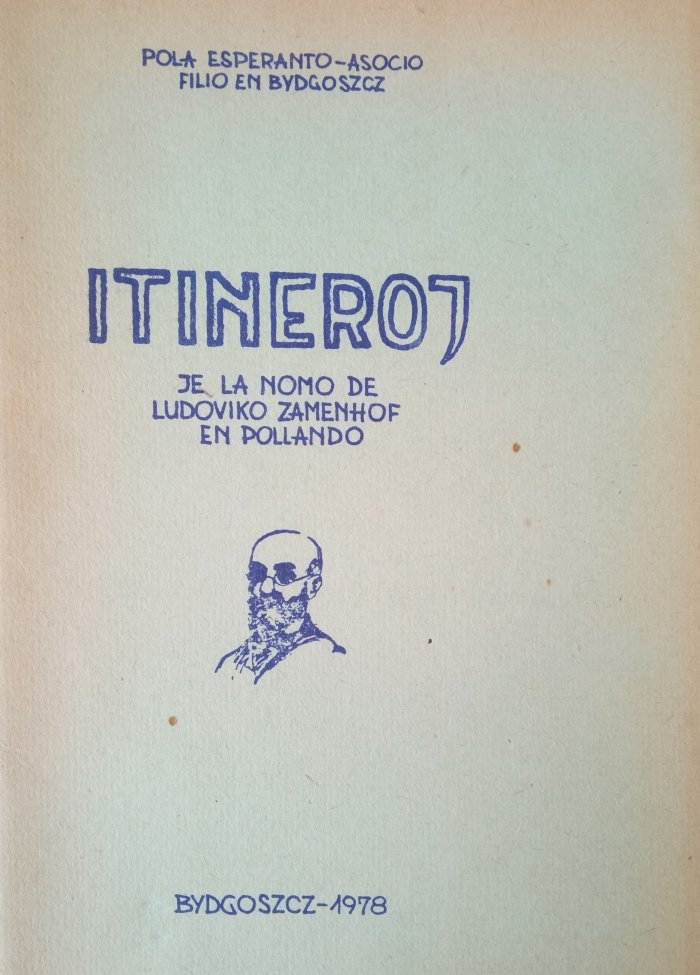 POLA ESPERANTO-ASOCIO
FILIO EN BYDGOSZCZ
ITINEROJ
JE LA NOMO DE
LUDOVIKO ZAMENHOF
EN POLLANDO
BYDGOSZCZ-1978